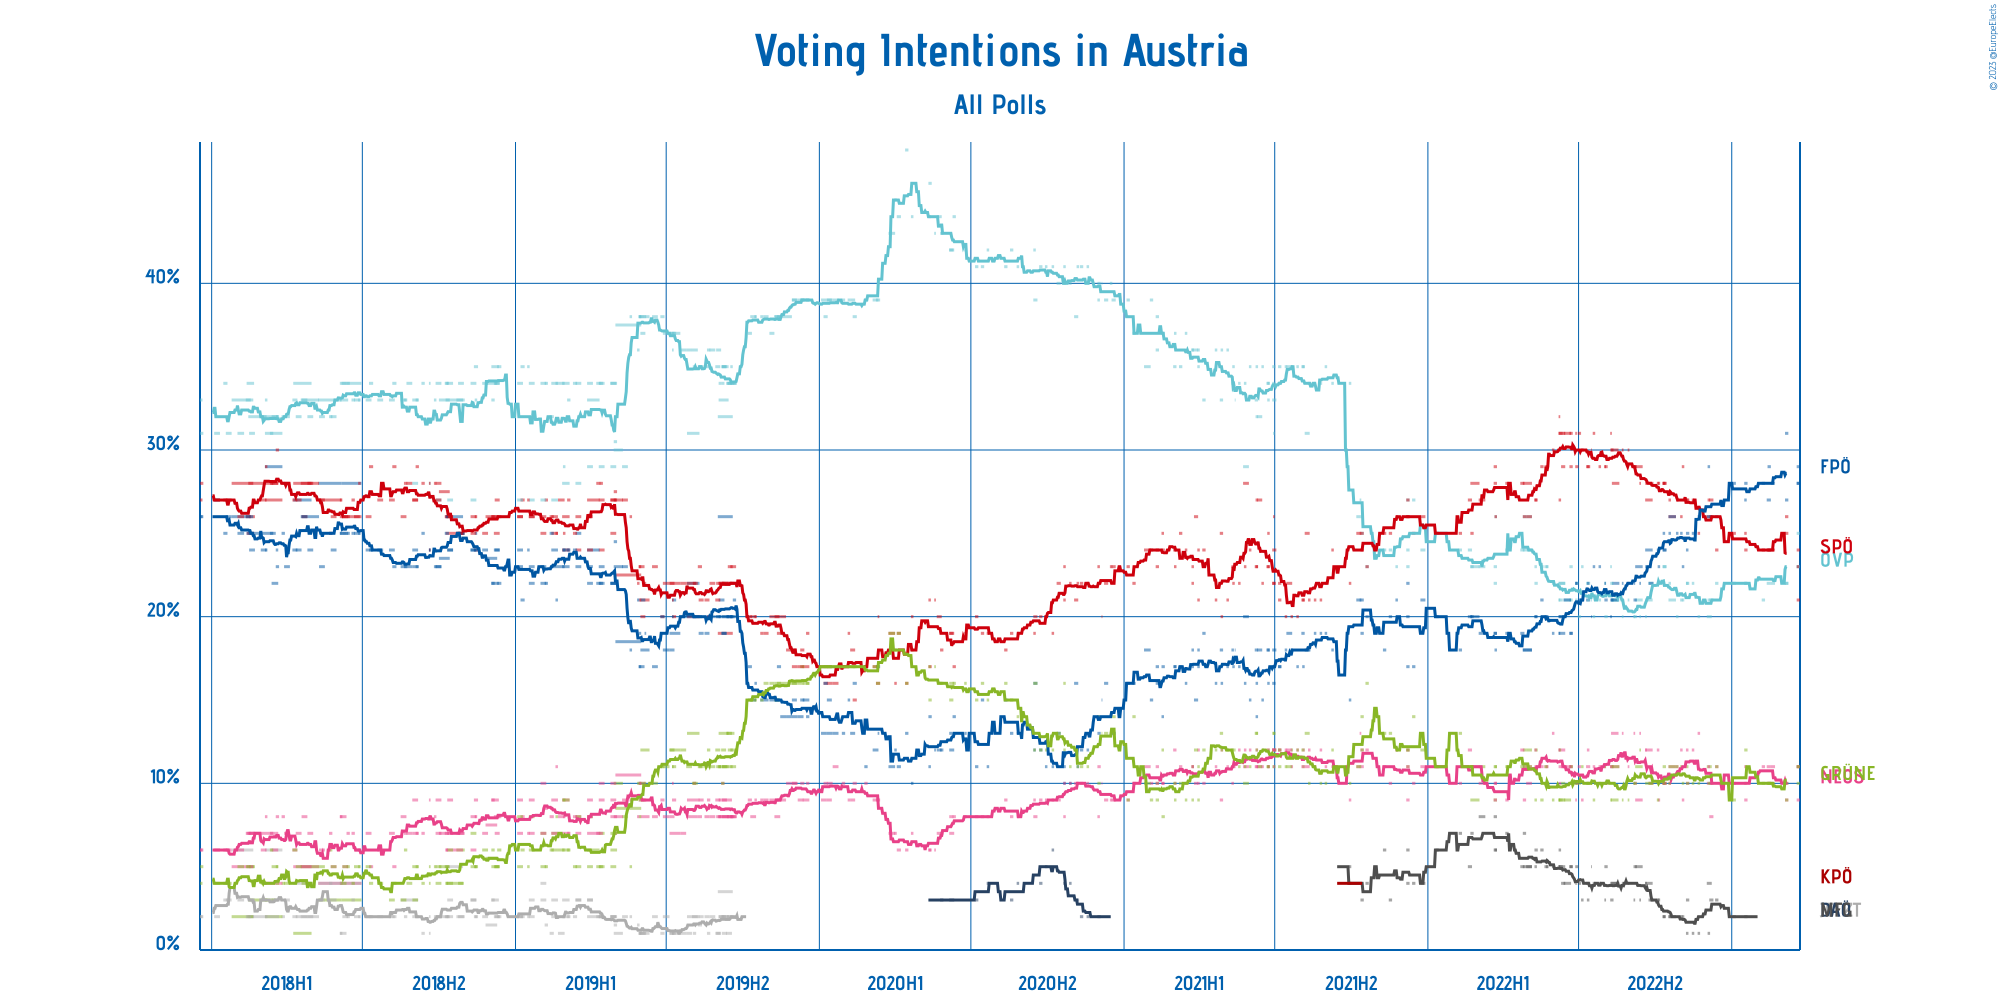 © 2023 @EuropeElects
Voting Intentions in Austria
All Polls
40%
30%
20%
10%
0%
FPÖ
SPÖ
ÖVP
GRÜNE
NEOS
KPÖ
2018H1 2018H2 2019H1 2019H2 2020H1 2020H2 2021H1 2021H2 2022H1 2022H2